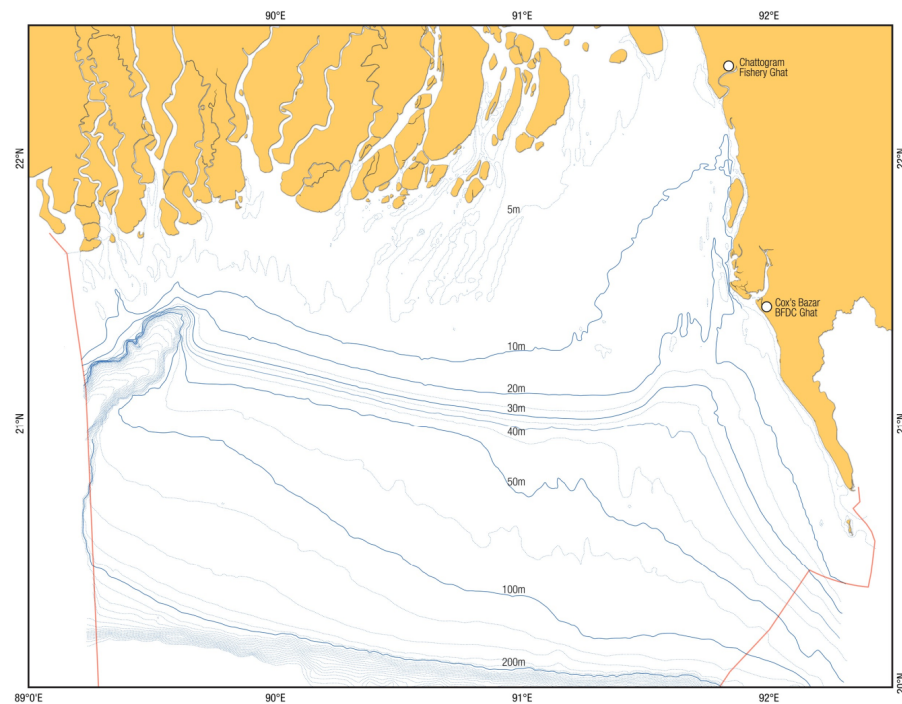 90°E
91°E
92°E
Chattogram
Fishery Ghat
22°N
22°N
5m
Cox's Bazar
BFDC Ghat
10m
20m
30m
40m
21°N
21°N
50m
100m
200m
20°N
89°0'E
90°E
91°E
92°E